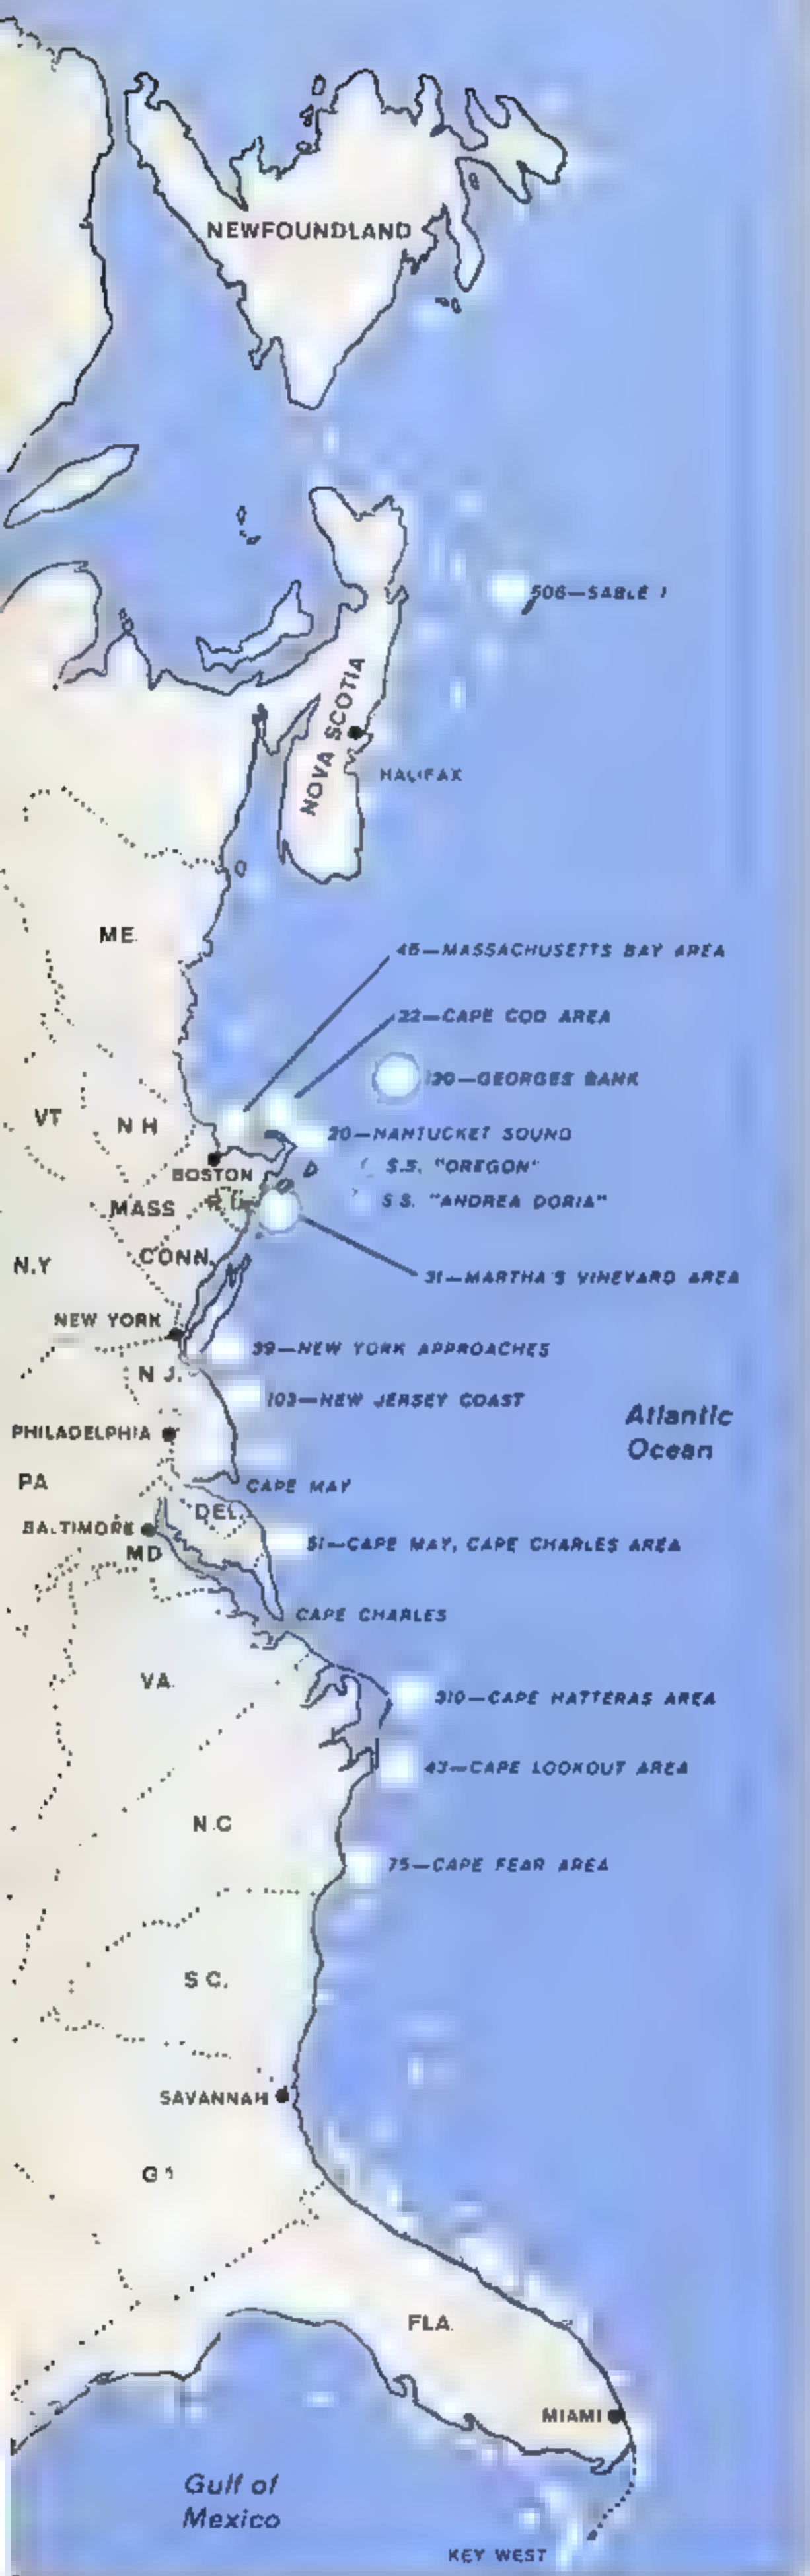 NEWFOUNDLAND
506—SABLE I
NOVA SCOTIA
HALIFAX
ME.
46—MASSACHUSETTS BAY AREA
22—CAPE COD AREA
GEORGES BANK
VT
N H
20—NANTUCKET SOUND
BOSTON
S.S. "OREGON"
MASS
R.I.
S.S. "ANDREA DORIA"
CONN.
N.Y
31—MARTHA'S VINEYARD AREA
NEW YORK
39—NEW YORK APPROACHES
N J.
103—NEW JERSEY COAST
Atlantic
Ocean
PHILADELPHIA
PA
CAPE MAY
DEL.
BALTIMORE
51—CAPE MAY, CAPE CHARLES AREA
MD
CAPE CHARLES
VA.
310—CAPE HATTERAS AREA
43—CAPE LOOKOUT AREA
N.C
75—CAPE FEAR AREA
S C.
SAVANNAH
FLA.
MIAMI
Gulf of
Mexico
KEY WEST